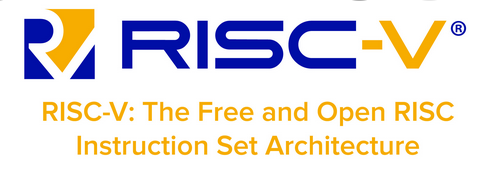 RISC-V®
RISC-V: The Free and Open RISC
Instruction Set Architecture